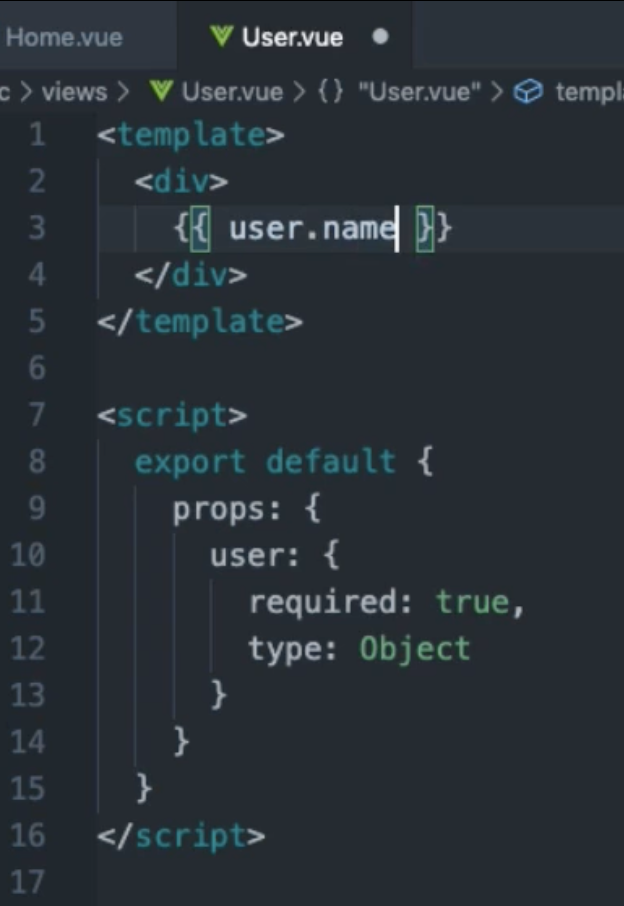 Home.vue User.vue
c > views > User.vue > {} "User.vue" > templa
1 <template>
2 <div>
3 {{ user.name }}
4 </div>
5 </template>
6
7 <script>
8 export default {
9 props: {
10 user: {
11 required: true,
12 type: Object
13 }
14 }
15 }
16 </script>
17